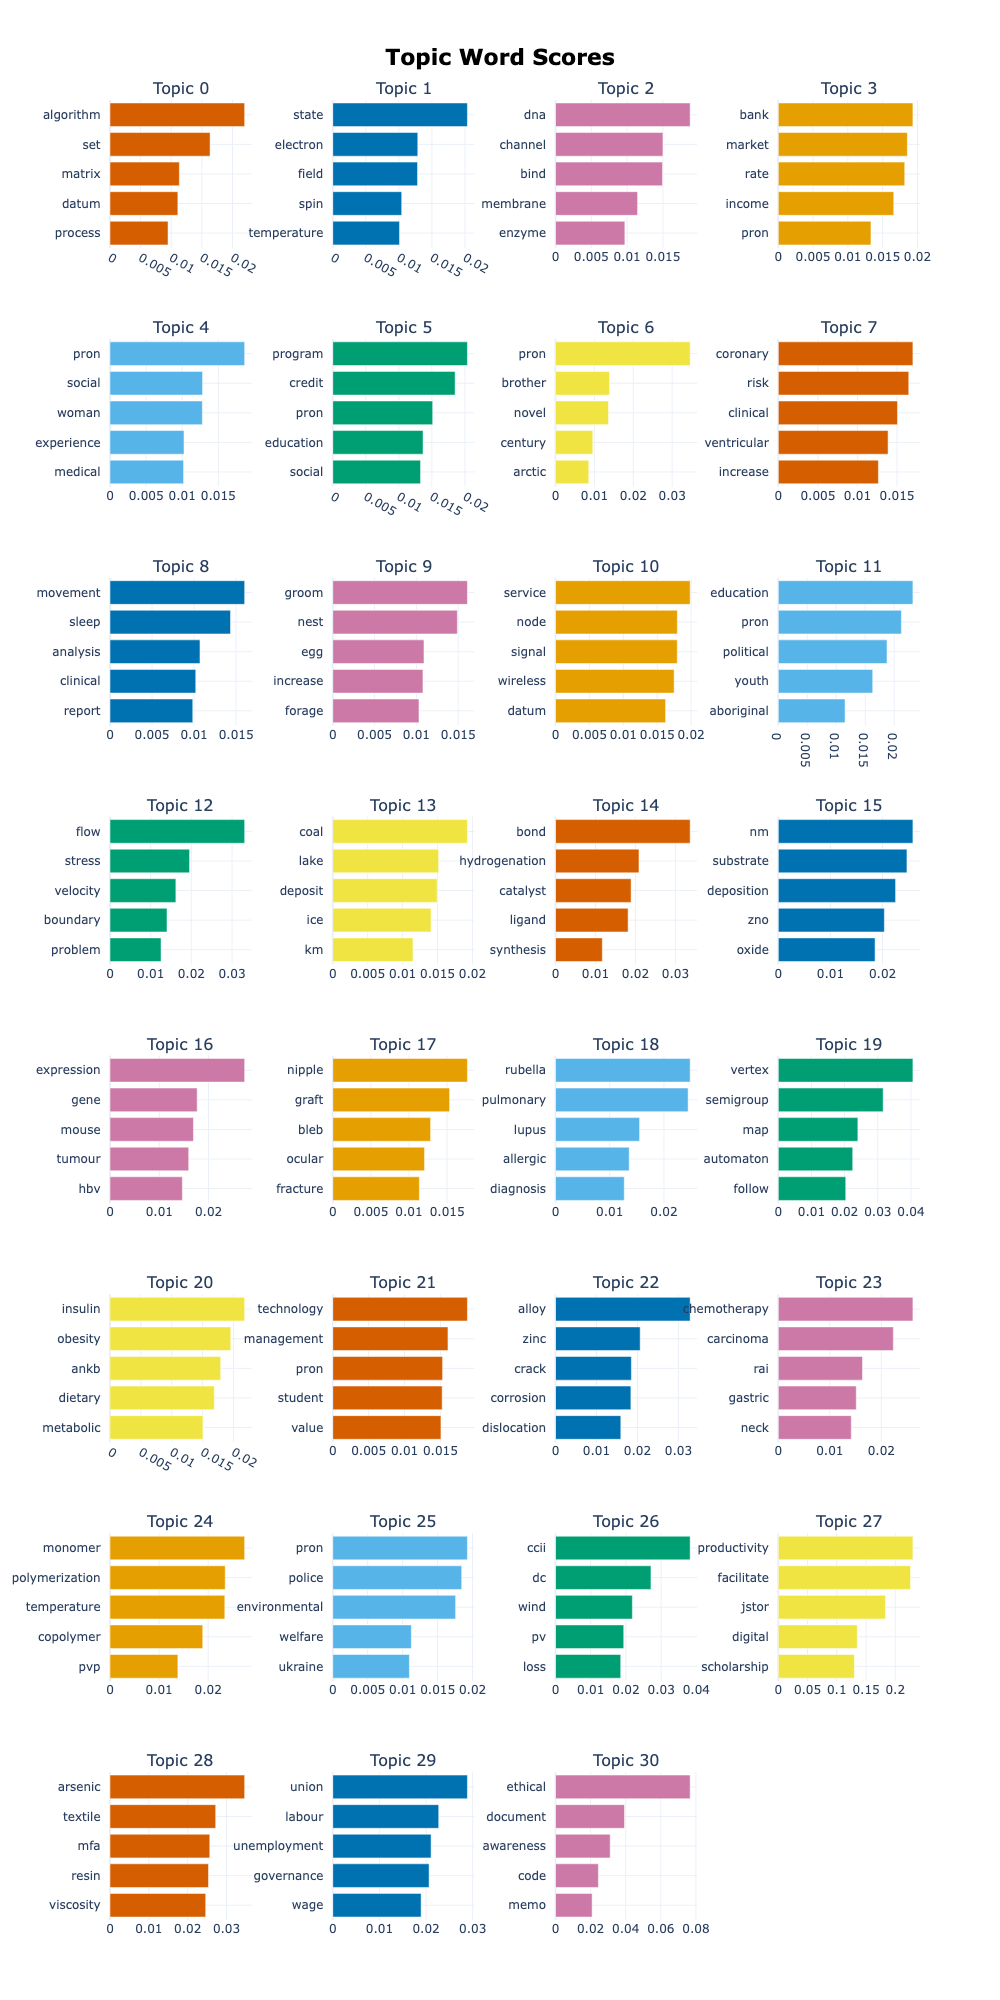 Topic Word Scores
Topic 0
algorithm
set
matrix
datum
process
0 0.005 0.01 0.015 0.02
Topic 1
state
electron
field
spin
temperature
0 0.005 0.01 0.015 0.02
Topic 2
dna
channel
bind
membrane
enzyme
0 0.005 0.01 0.015
Topic 3
bank
market
rate
income
pron
0 0.005 0.01 0.015 0.02
Topic 4
pron
social
woman
experience
medical
0 0.005 0.01 0.015
Topic 5
program
credit
pron
education
social
0 0.005 0.01 0.015 0.02
Topic 6
pron
brother
novel
century
arctic
0 0.01 0.02 0.03
Topic 7
coronary
risk
clinical
ventricular
increase
0 0.005 0.01 0.015
Topic 8
movement
sleep
analysis
clinical
report
0 0.005 0.01 0.015
Topic 9
groom
nest
egg
increase
forage
0 0.005 0.01 0.015
Topic 10
service
node
signal
wireless
datum
0 0.005 0.01 0.015 0.02
Topic 11
education
pron
political
youth
aboriginal
0 0.005 0.01 0.015 0.02
Topic 12
flow
stress
velocity
boundary
problem
0 0.01 0.02 0.03
Topic 13
coal
lake
deposit
ice
km
0 0.005 0.01 0.015 0.02
Topic 14
bond
hydrogenation
catalyst
ligand
synthesis
0 0.01 0.02 0.03
Topic 15
nm
substrate
deposition
zno
oxide
0 0.01 0.02
Topic 16
expression
gene
mouse
tumour
hbv
0 0.01 0.02
Topic 17
nipple
graft
bleb
ocular
fracture
0 0.005 0.01 0.015
Topic 18
rubella
pulmonary
lupus
allergic
diagnosis
0 0.01 0.02
Topic 19
vertex
semigroup
map
automaton
follow
0 0.01 0.02 0.03 0.04
Topic 20
insulin
obesity
ankb
dietary
metabolic
0 0.005 0.01 0.015 0.02
Topic 21
technology
management
pron
student
value
0 0.005 0.01 0.015
Topic 22
alloy
zinc
crack
corrosion
dislocation
0 0.01 0.02 0.03
Topic 23
chemotherapy
carcinoma
rai
gastric
neck
0 0.01 0.02
Topic 24
monomer
polymerization
temperature
copolymer
pvp
0 0.01 0.02
Topic 25
pron
police
environmental
welfare
ukraine
0 0.005 0.01 0.015 0.02
Topic 26
ccii
dc
wind
pv
loss
0 0.01 0.02 0.03 0.04
Topic 27
productivity
facilitate
jstor
digital
scholarship
0 0.05 0.1 0.15 0.2
Topic 28
arsenic
textile
mfa
resin
viscosity
0 0.01 0.02 0.03
Topic 29
union
labour
unemployment
governance
wage
0 0.01 0.02 0.03
Topic 30
ethical
document
awareness
code
memo
0 0.02 0.04 0.06 0.08